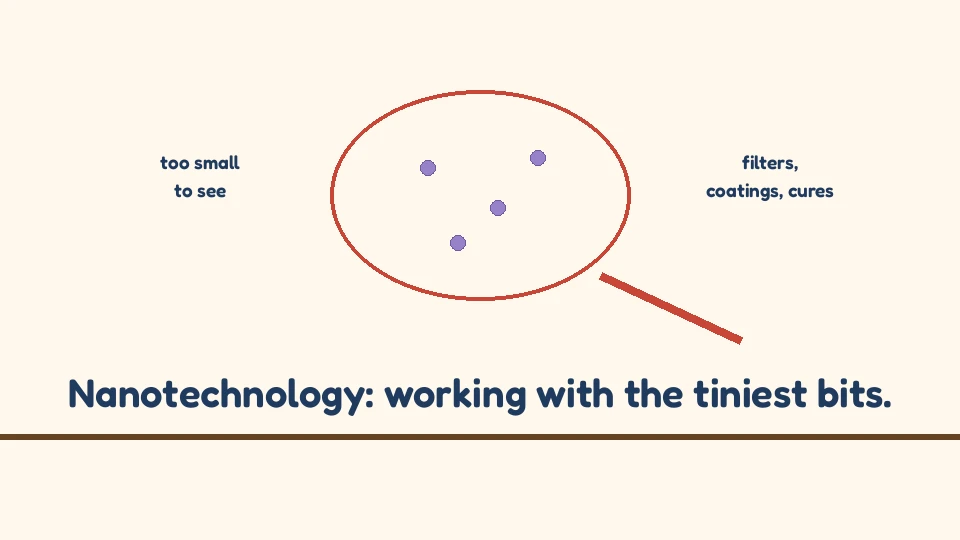 too small
to see
filters,
coatings, cures
Nanotechnology: working with the tiniest bits.